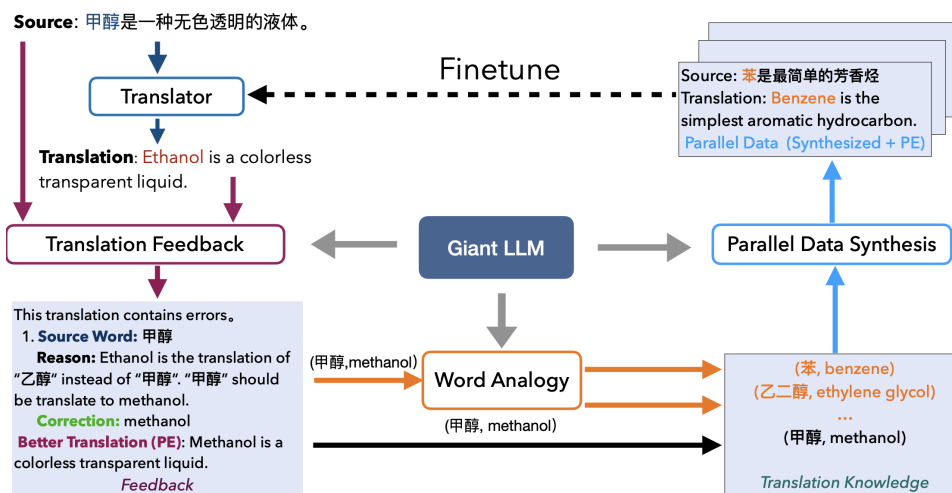 Source: 甲醇是一种无色透明的液体。
Translator
Translation: Ethanol is a colorless
transparent liquid.
Finetune
Source: 苯是最简单的芳香烃
Translation: Benzene is the
simplest aromatic hydrocarbon.
Parallel Data (Synthesized + PE)
Translation Feedback
Giant LLM
Parallel Data Synthesis
This translation contains errors。
1. Source Word: 甲醇
Reason: Ethanol is the translation of
“乙醇“ instead of “甲醇“. “甲醇” should
be translate to methanol.
Correction: methanol
Better Translation (PE): Methanol is a
colorless transparent liquid.
Feedback
(甲醇,methanol)
Word Analogy
(甲醇, methanol)
(苯, benzene)
(乙二醇, ethylene glycol)
...
(甲醇, methanol)
Translation Knowledge